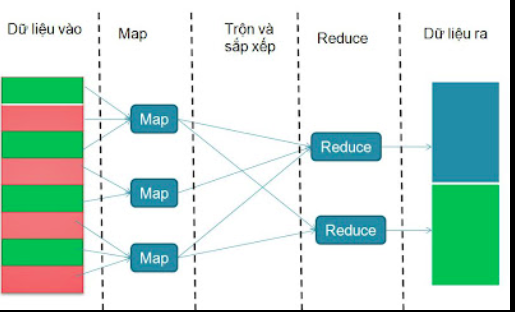 Dữ liệu vào
Map
Trộn và
sắp xếp
Reduce
Dữ liệu ra
Map
Map
Map
Reduce
Reduce